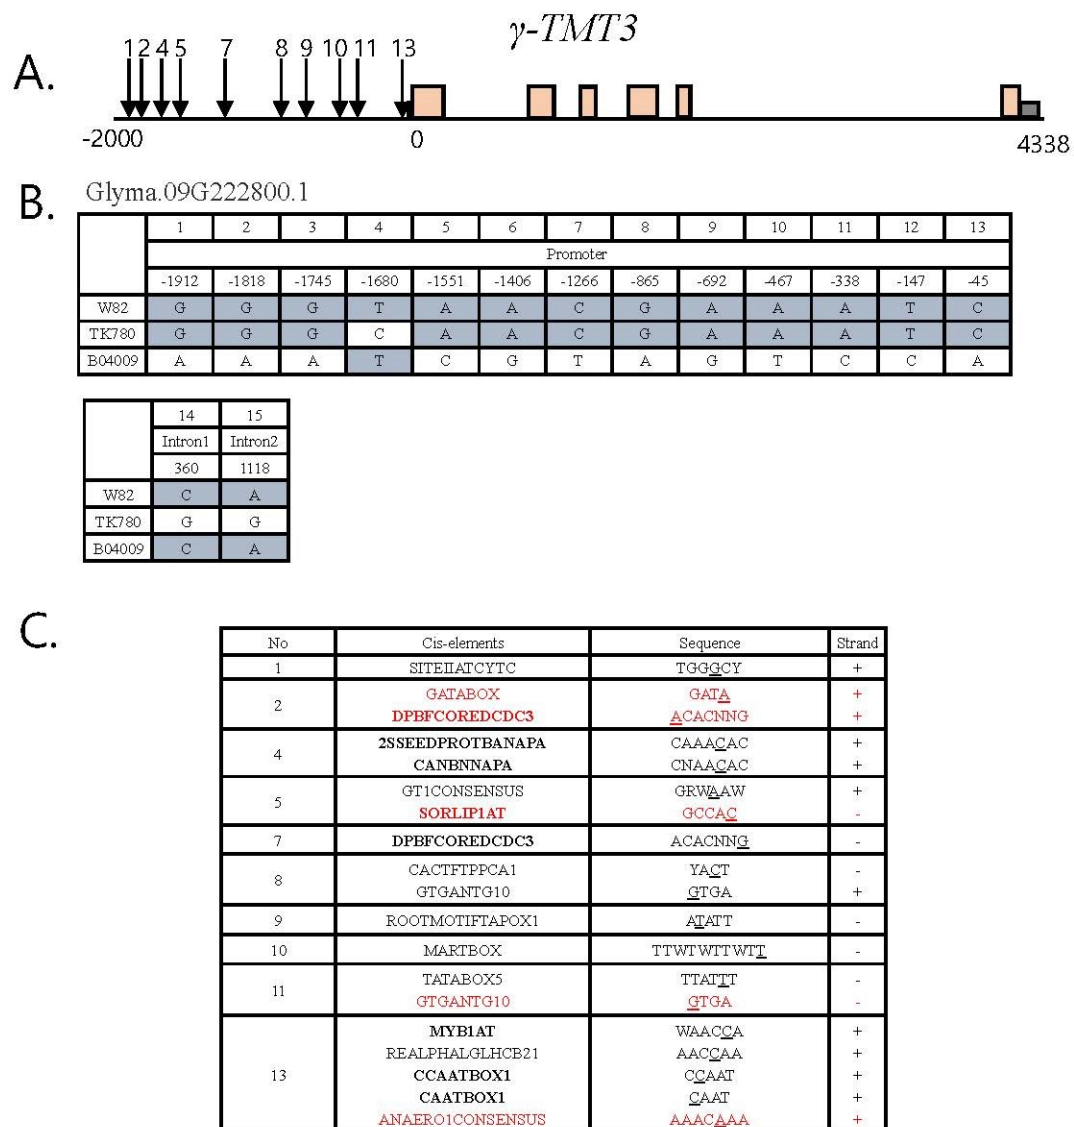 γ-TMT3
A.
1 2 4 5 7 8 9 10 11 13
-2000 0 4338
B.
Glyma.09G222800.1
1 2 3 4 5 6 7 8 9 10 11 12 13
Promoter
-1912 -1818 -1745 -1680 -1551 -1406 -1266 -865 -692 -467 -338 -147 -45
W82 G G G T A A C G A A A T C
TK780 G G G C A A C G A A A T C
B04009 A A A T C G T A G T C C A
14 15
Intron1 Intron2
360 1118
W82 C A
TK780 G G
B04009 C A
C.
No Cis-elements Sequence Strand
1 SITEIIATCYTC TGGGCY +
2
GATABOX GATA +
DPBFCOREDCDC3 ACACNNG +
4
2SSEEDPROTBANAPA CAAACAC +
CANBNNAPA CNAACAC +
5
GT1CONSENSUS GRWAAW +
SORLIP1AT GCCAC -
7 DPBFCOREDCDC3 ACACNNG -
8
CACTFTPPCA1 YACT -
GTGANTG10 GTGA +
9 ROOTMOTIFTAPOX1 ATATT -
10 MARTBOX TTWTWTTWTT -
11
TATABOX5 TTATTT -
GTGANTG10 GTGA -
13
MYB1AT WAACCA +
REALPHALGLHCB21 AACCAA +
CCAATBOX1 CCAAT +
CAATBOX1 CAAT +
ANAERO1CONSENSUS AAACAAA +